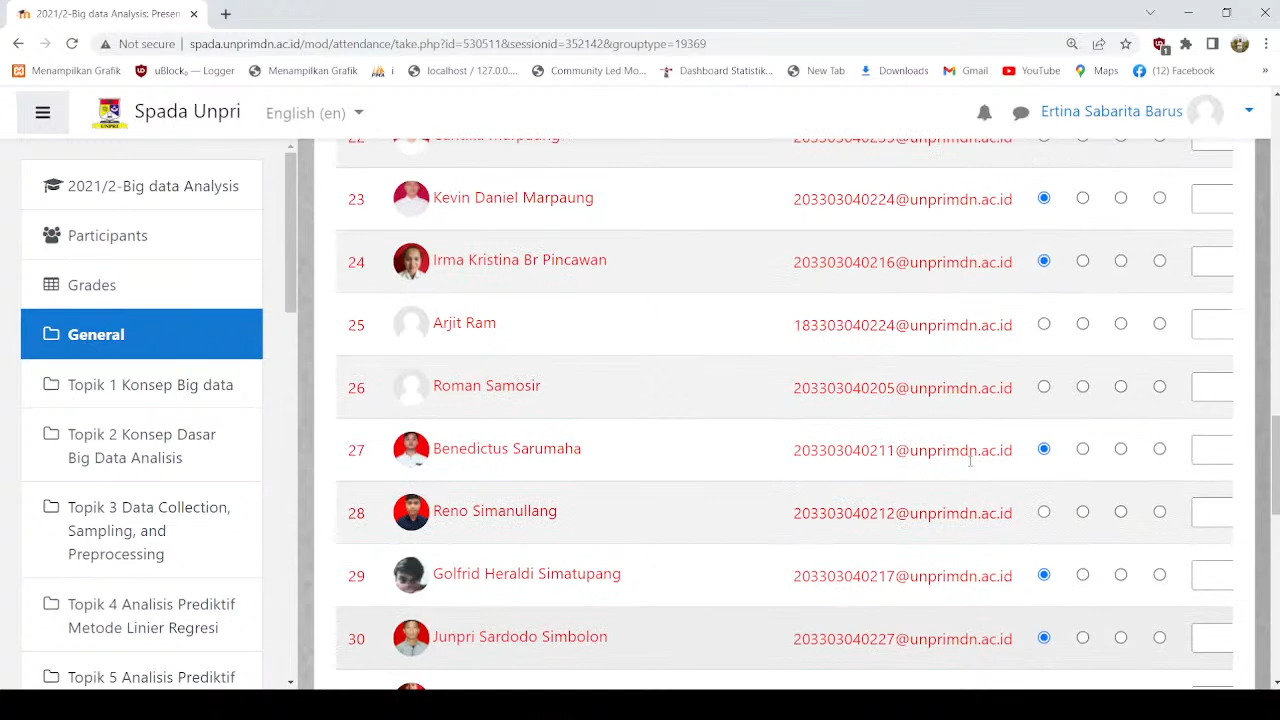 2021/2-Big data Analysis: Presen
Not secure
spada.unprimdn.ac.id/mod/attendance/take.php?id=530511&sessionid=352142&grouptype=19369
1
Menampilkan Grafik
uBlock — Logger
Menampilkan Grafik
i
localhost / 127.0.0....
Community Led Mo...
Dashboard Statistik...
New Tab
Downloads
Gmail
YouTube
Maps
(12) Facebook
»
Spada Unpri
English (en)
Ertina Sabarita Barus
2021/2-Big data Analysis
Participants
Grades
General
Topik 1 Konsep Big data
Topik 2 Konsep Dasar
Big Data Analysis
Topik 3 Data Collection,
Sampling, and
Preprocessing
Topik 4 Analisis Prediktif
Metode Linier Regresi
Topik 5 Analisis Prediktif
23 Kevin Daniel Marpaung 203303040224@unprimdn.ac.id
24 Irma Kristina Br Pincawan 203303040216@unprimdn.ac.id
25 Arjit Ram 183303040224@unprimdn.ac.id
26 Roman Samosir 203303040205@unprimdn.ac.id
27 Benedictus Sarumaha 203303040211@unprimdn.ac.id
28 Reno Simanullang 203303040212@unprimdn.ac.id
29 Golfrid Heraldi Simatupang 203303040217@unprimdn.ac.id
30 Junpri Sardodo Simbolon 203303040227@unprimdn.ac.id